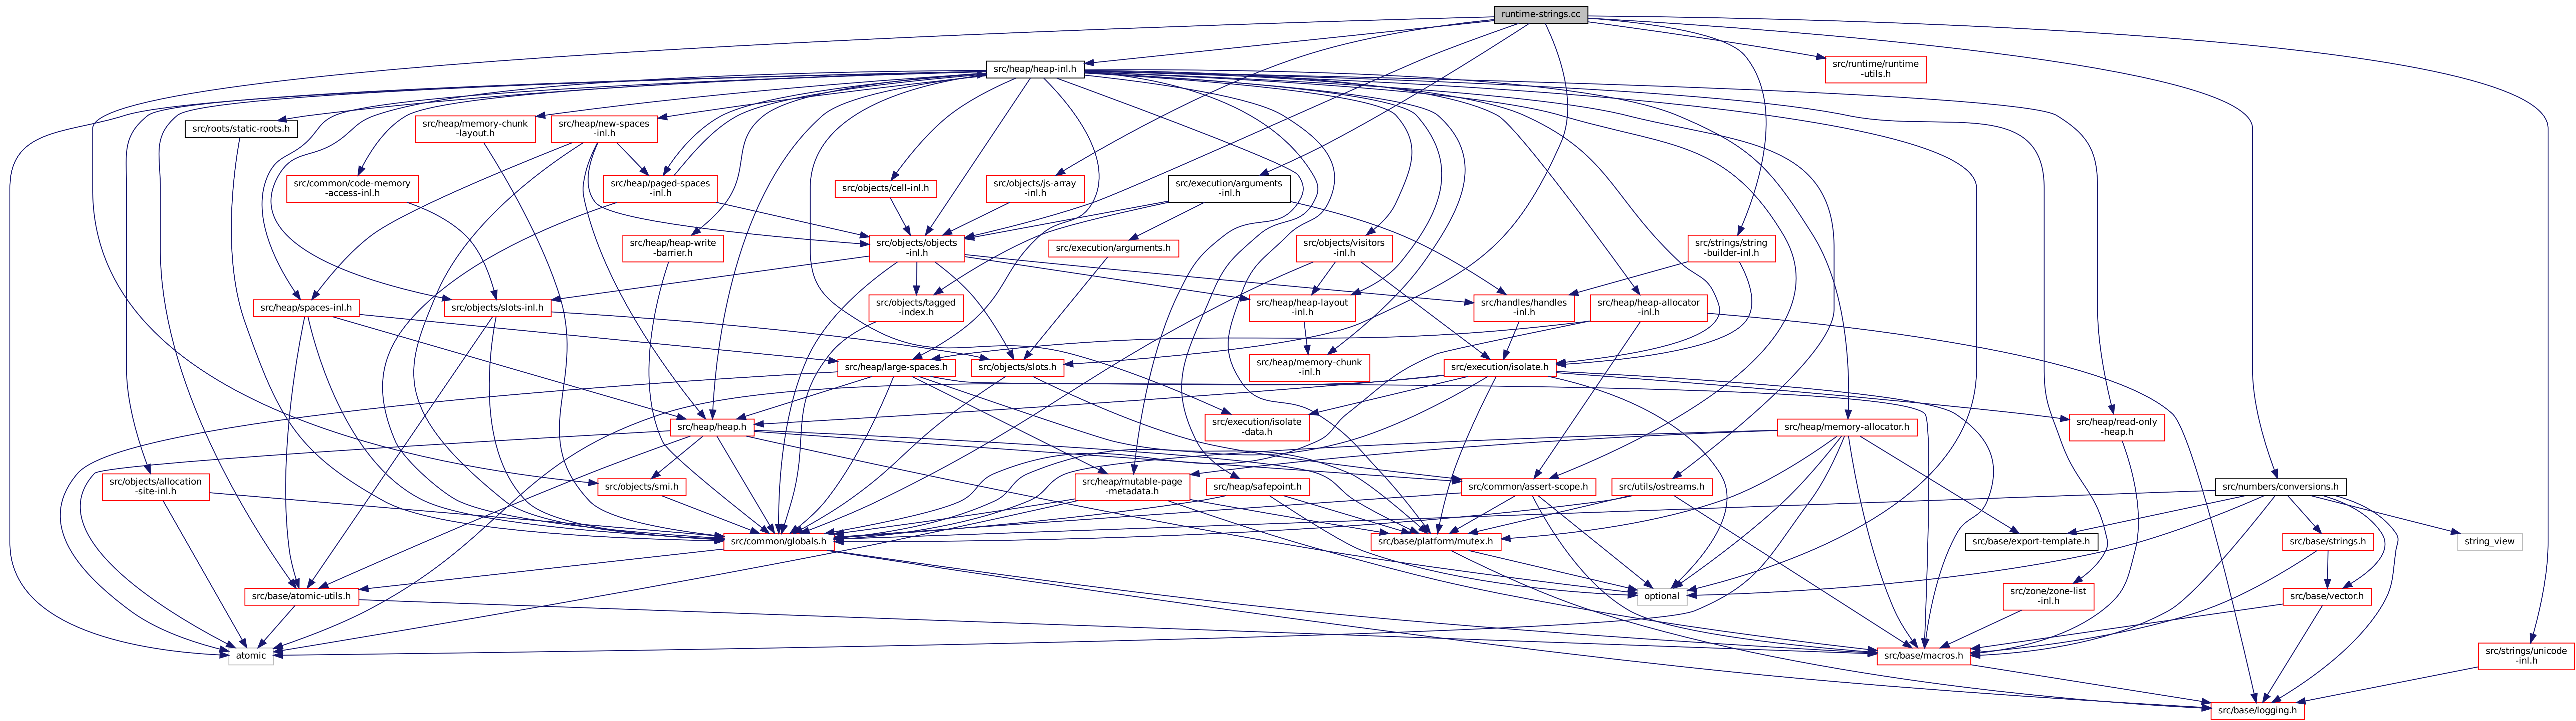 runtime-strings.cc
src/heap/heap-inl.h
src/runtime/runtime
-utils.h
src/roots/static-roots.h
src/heap/memory-chunk
-layout.h
src/heap/new-spaces
-inl.h
src/common/code-memory
-access-inl.h
src/heap/paged-spaces
-inl.h
src/objects/cell-inl.h
src/objects/js-array
-inl.h
src/execution/arguments
-inl.h
src/heap/heap-write
-barrier.h
src/objects/objects
-inl.h
src/execution/arguments.h
src/objects/visitors
-inl.h
src/strings/string
-builder-inl.h
src/heap/spaces-inl.h
src/objects/slots-inl.h
src/objects/tagged
-index.h
src/heap/heap-layout
-inl.h
src/handles/handles
-inl.h
src/heap/heap-allocator
-inl.h
src/heap/large-spaces.h
src/objects/slots.h
src/heap/memory-chunk
-inl.h
src/execution/isolate.h
src/heap/heap.h
src/execution/isolate
-data.h
src/heap/memory-allocator.h
src/heap/read-only
-heap.h
src/objects/allocation
-site-inl.h
src/objects/smi.h
src/heap/mutable-page
-metadata.h
src/heap/safepoint.h
src/common/assert-scope.h
src/utils/ostreams.h
src/numbers/conversions.h
src/common/globals.h
src/base/platform/mutex.h
src/base/export-template.h
src/base/strings.h
string_view
src/base/atomic-utils.h
optional
src/zone/zone-list
-inl.h
src/base/vector.h
atomic
src/base/macros.h
src/strings/unicode
-inl.h
src/base/logging.h